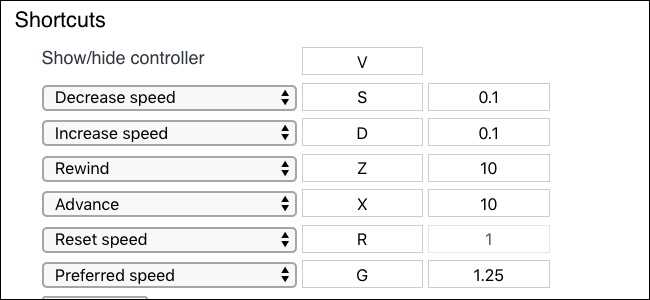 Shortcuts
Show/hide controller V
Decrease speed S 0.1
Increase speed D 0.1
Rewind Z 10
Advance X 10
Reset speed R 1
Preferred speed G 1.25